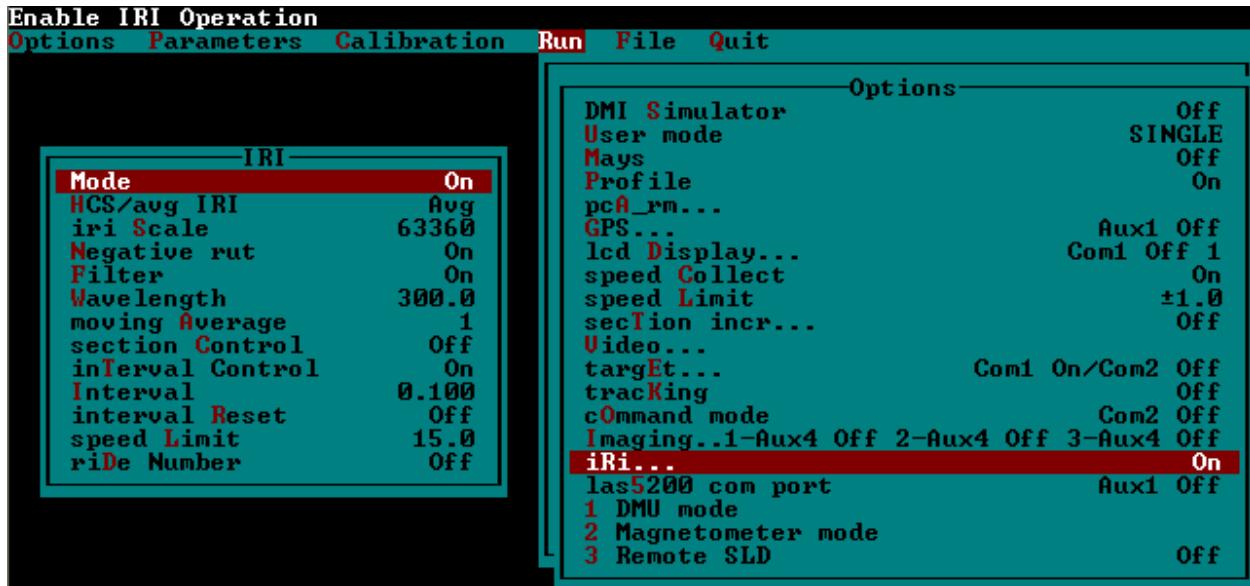 Enable IRI Operation
Options Parameters Calibration Run File Quit
IRI
Mode On
HCS/avg IRI Avg
iri Scale 63360
Negative rut On
Filter On
Wavelength 300.0
moving Average 1
section Control Off
inTerval Control On
Interval 0.100
interval Reset Off
speed Limit 15.0
riDe Number Off
Options
DMI Simulator Off
User mode SINGLE
Mays Off
Profile On
pcA_rm...
GPS... Aux1 Off
lcd Display... Com1 Off 1
speed Collect On
speed Limit ±1.0
secTion incr... Off
Video...
targEt... Com1 On/Com2 Off
tracKing Off
cOmmand mode Com2 Off
Imaging..1-Aux4 Off 2-Aux4 Off 3-Aux4 Off
iRi... On
las5200 com port Aux1 Off
1 DMU mode
2 Magnetometer mode
3 Remote SLD Off